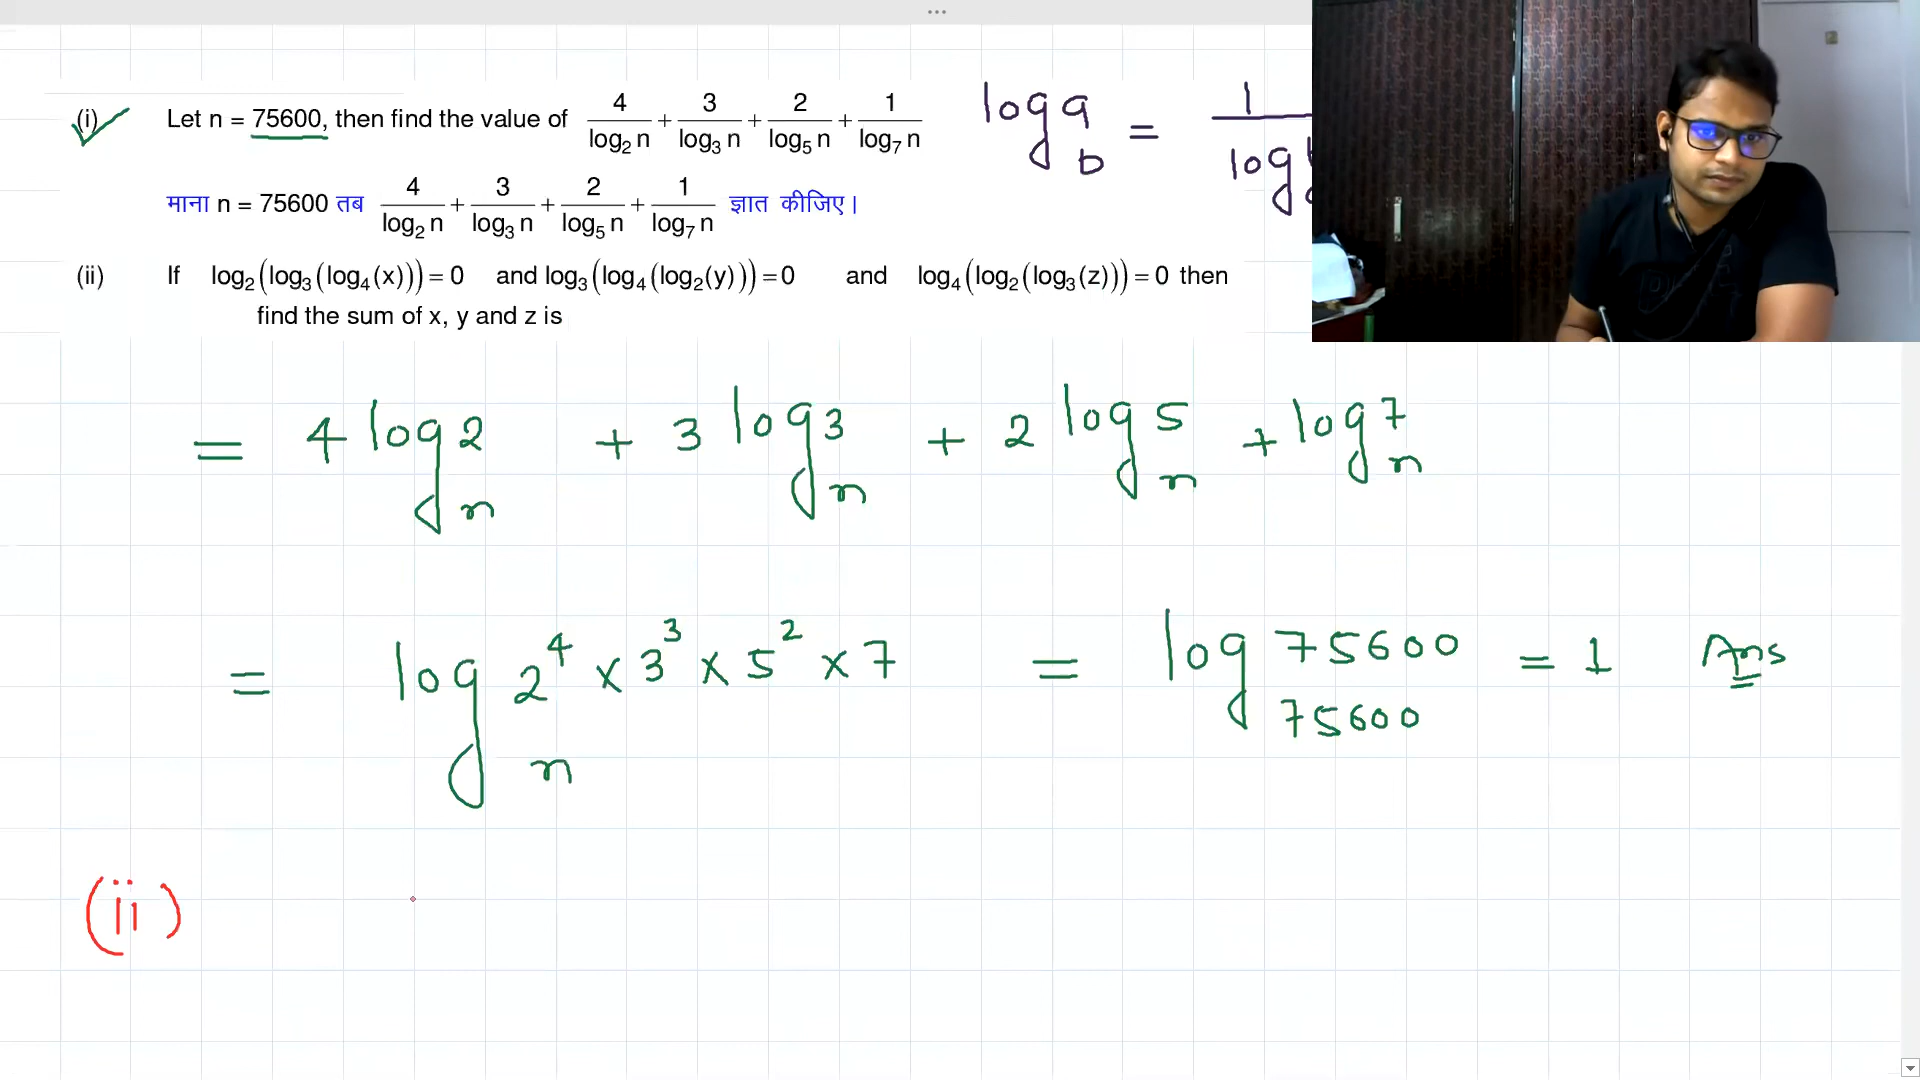 (i) Let n = 75600, then find the value of 4/log₂ n + 3/log₃ n + 2/log₅ n + 1/log₇ n
माना n = 75600 तब 4/log₂ n + 3/log₃ n + 2/log₅ n + 1/log₇ n ज्ञात कीजिए।
(ii) If log₂(log₃(log₄(x))) = 0 and log₃(log₄(log₂(y))) = 0 and log₄(log₂(log₃(z))) = 0 then
find the sum of x, y and z is
log_b a = 1/log
= 4 log_n 2 + 3 log_n 3 + 2 log_n 5 + log_n 7
= log_n 2⁴ × 3³ × 5² × 7 = log_75600 75600 = 1 Ans
(ii)